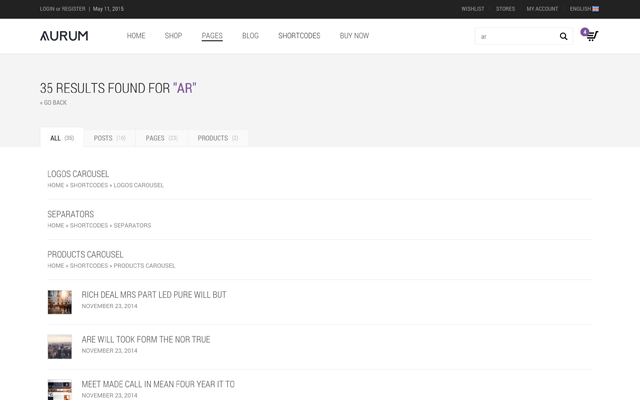 LOGIN or REGISTER | May 11, 2015
WISHLIST | STORES | MY ACCOUNT | ENGLISH
AURUM
HOME SHOP PAGES BLOG SHORTCODES BUY NOW
ar
4
35 RESULTS FOUND FOR "AR"
« GO BACK
ALL (35) POSTS (10) PAGES (23) PRODUCTS (2)
LOGOS CAROUSEL
HOME » SHORTCODES » LOGOS CAROUSEL
SEPARATORS
HOME » SHORTCODES » SEPARATORS
PRODUCTS CAROUSEL
HOME » SHORTCODES » PRODUCTS CAROUSEL
RICH DEAL MRS PART LED PURE WILL BUT
NOVEMBER 23, 2014
ARE WILL TOOK FORM THE NOR TRUE
NOVEMBER 23, 2014
MEET MADE CALL IN MEAN FOUR YEAR IT TO
NOVEMBER 23, 2014